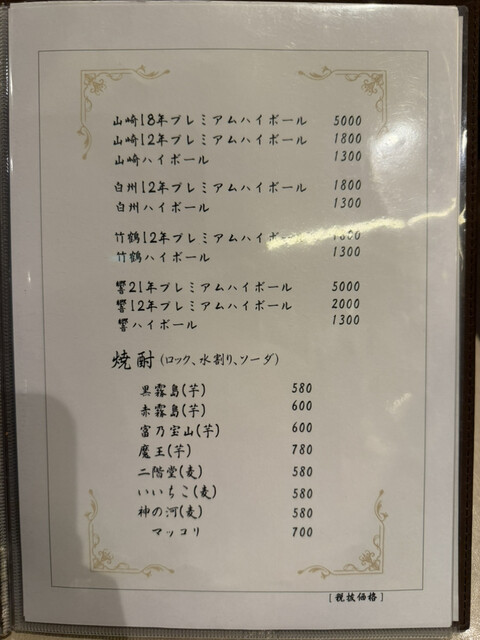 山崎18年プレミアムハイボール 5000
山崎12年プレミアムハイボール 1800
山崎ハイボール 1300
白州12年プレミアムハイボール 1800
白州ハイボール 1300
竹鶴12年プレミアムハイボール
竹鶴ハイボール 1300
響21年プレミアムハイボール 5000
響12年プレミアムハイボール 2000
響ハイボール 1300
焼酎(ロック、水割り、ソーダ)
黒霧島(芋) 580
赤霧島(芋) 600
富乃宝山(芋) 600
魔王(芋) 780
二階堂(麦) 580
いいちこ(麦) 580
神の河(麦) 580
マッコリ 700
[税抜価格]